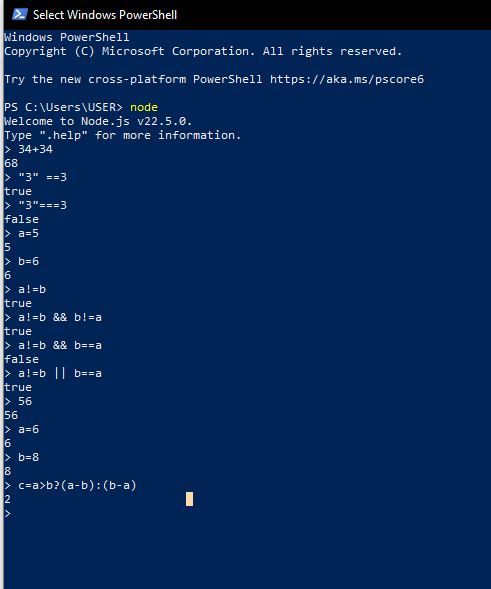 Select Windows PowerShell
Windows PowerShell
Copyright (C) Microsoft Corporation. All rights reserved.
Try the new cross-platform PowerShell https://aka.ms/pscore6
PS C:\Users\USER> node
Welcome to Node.js v22.5.0.
Type ".help" for more information.
> 34+34
68
> "3" ==3
true
> "3"===3
false
> a=5
5
> b=6
6
> a!=b
true
> a!=b && b!=a
true
> a!=b && b==a
false
> a!=b || b==a
true
> 56
56
> a=6
6
> b=8
8
> c=a>b?(a-b):(b-a)
2
>